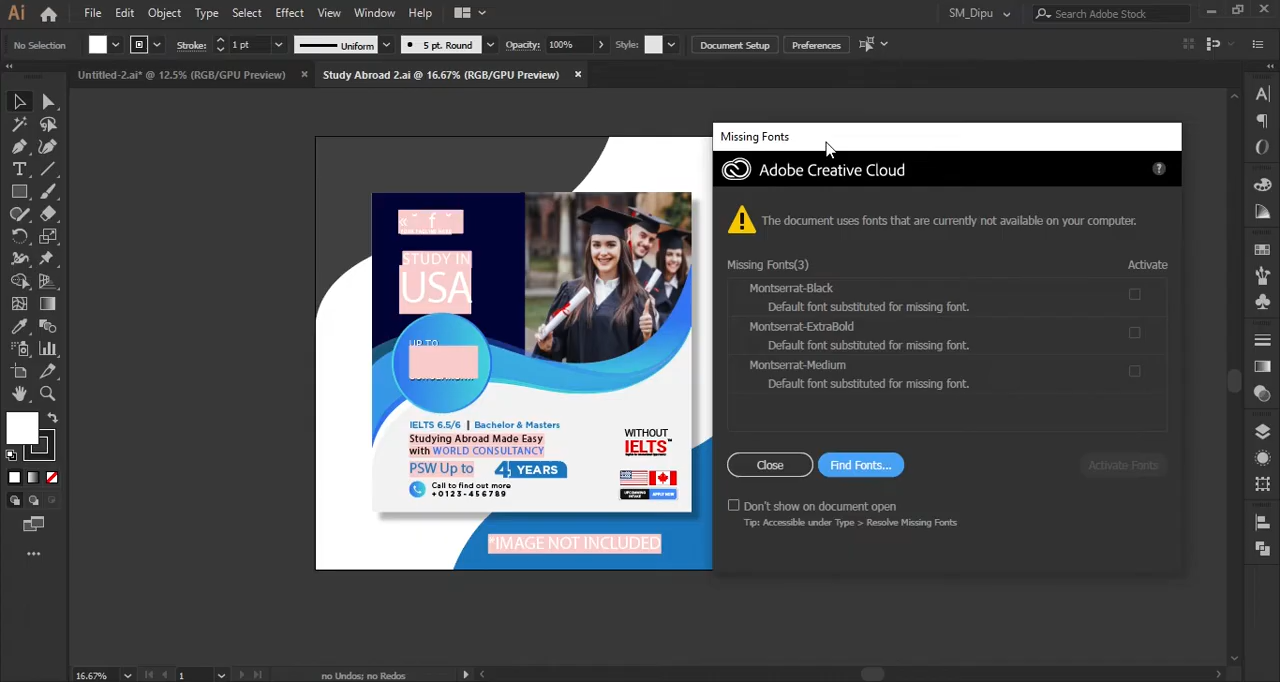 Ai File Edit Object Type Select Effect View Window Help SM_Dipu Search Adobe Stock
No Selection Stroke: 1 pt Uniform 5 pt. Round Opacity: 100% Style: Document Setup Preferences
Untitled-2.ai* @ 12.5% (RGB/GPU Preview) × Study Abroad 2.ai @ 16.67% (RGB/GPU Preview) ×
STUDY IN
USA
UP TO
IELTS 6.5/6 | Bachelor & Masters
Studying Abroad Made Easy
with WORLD CONSULTANCY
PSW Up to 4 YEARS
Call to find out more
+0123-456789
WITHOUT
IELTS™
APPLY NOW
*IMAGE NOT INCLUDED
Missing Fonts
Adobe Creative Cloud ?
The document uses fonts that are currently not available on your computer.
Missing Fonts(3) Activate
Montserrat-Black
Default font substituted for missing font.
Montserrat-ExtraBold
Default font substituted for missing font.
Montserrat-Medium
Default font substituted for missing font.
Close Find Fonts... Activate Fonts
Don't show on document open
Tip: Accessible under Type > Resolve Missing Fonts
16.67% 1 no Undos; no Redos